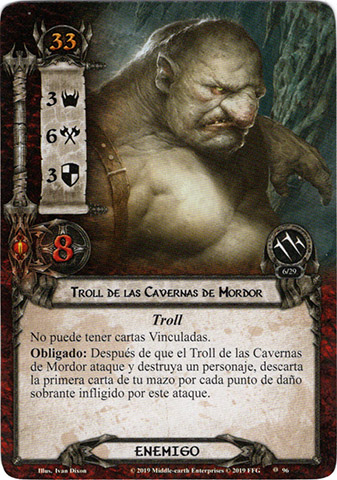 33
3
6
3
8
6/29
Troll de las Cavernas de Mordor
Troll
No puede tener cartas Vinculadas.
Obligado: Después de que el Troll de las Cavernas
de Mordor ataque y destruya un personaje, descarta
la primera carta de tu mazo por cada punto de daño
sobrante infligido por este ataque.
ENEMIGO
Illus. Ivan Dixon
© 2019 Middle-earth Enterprises © 2019 FFG
96